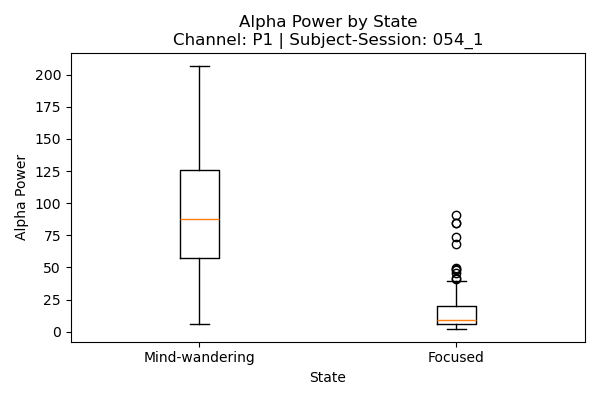 Alpha Power by State
Channel: P1 | Subject-Session: 054_1
200
175
150
125
100
75
50
25
0
Alpha Power
Mind-wandering
Focused
State